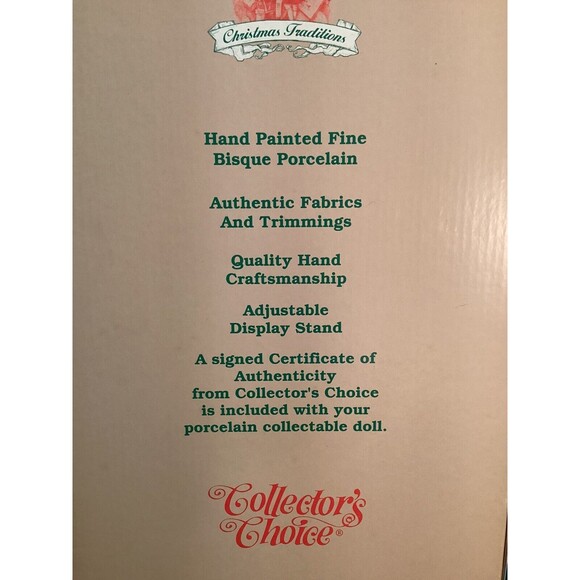 Christmas Traditions
Hand Painted Fine
Bisque Porcelain
Authentic Fabrics
And Trimmings
Quality Hand
Craftsmanship
Adjustable
Display Stand
A signed Certificate of
Authenticity
from Collector's Choice
is included with your
porcelain collectable doll.
Collector's
Choice®